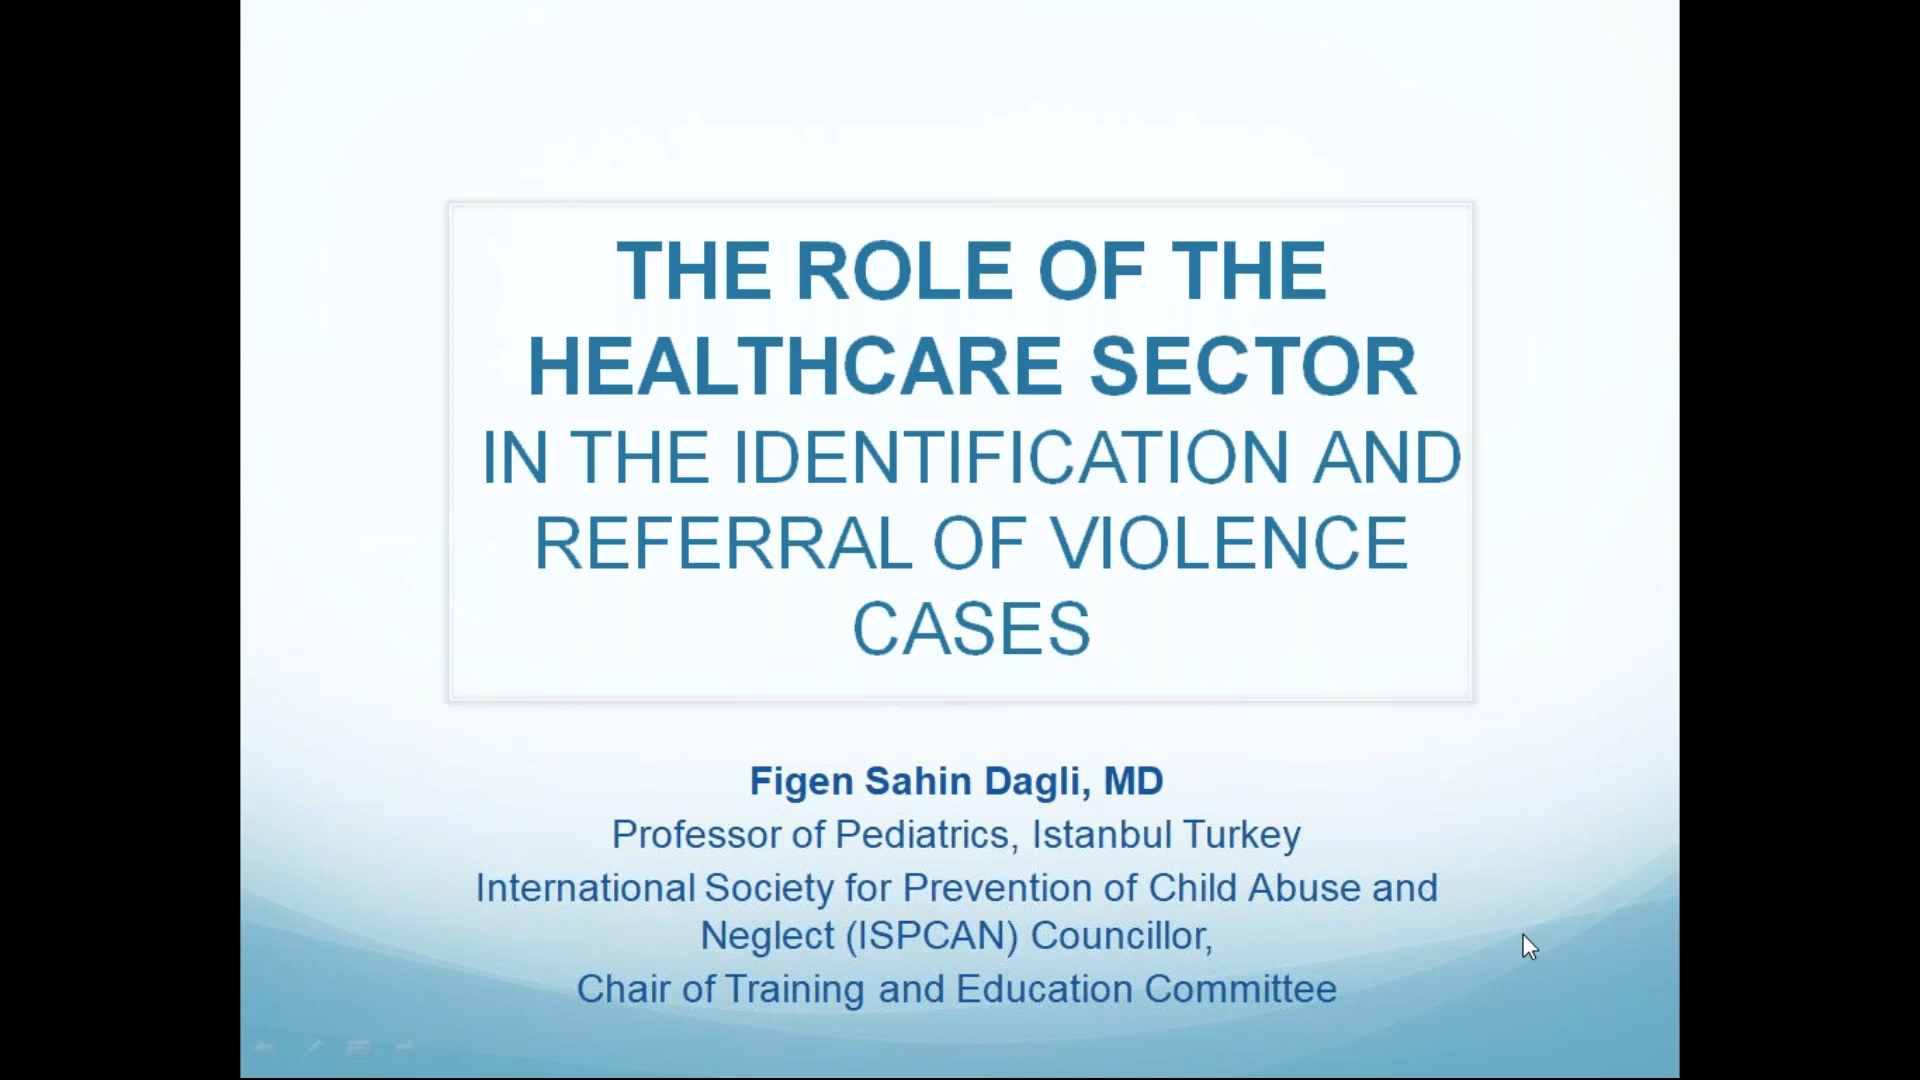 THE ROLE OF THE
HEALTHCARE SECTOR
IN THE IDENTIFICATION AND
REFERRAL OF VIOLENCE
CASES
Figen Sahin Dagli, MD
Professor of Pediatrics, Istanbul Turkey
International Society for Prevention of Child Abuse and
Neglect (ISPCAN) Councillor,
Chair of Training and Education Committee